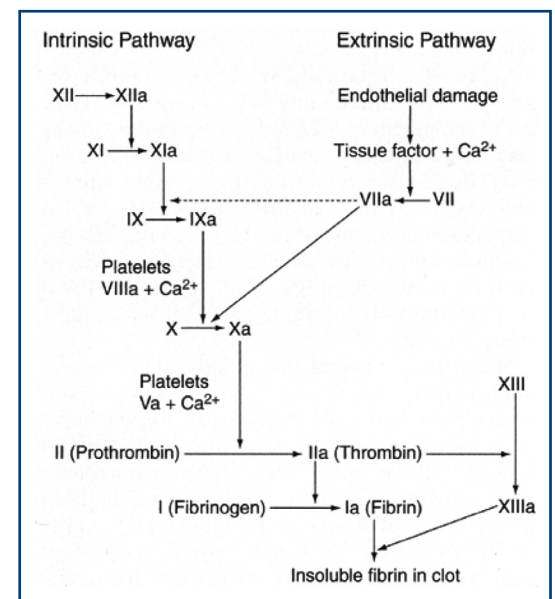 Intrinsic Pathway
Extrinsic Pathway
XII XIIa
Endothelial damage
XI XIa
Tissue factor + Ca²⁺
VIIa VII
IX IXa
Platelets
VIIIa + Ca²⁺
X Xa
Platelets
Va + Ca²⁺
XIII
II (Prothrombin) IIa (Thrombin)
I (Fibrinogen) Ia (Fibrin) XIIIa
Insoluble fibrin in clot